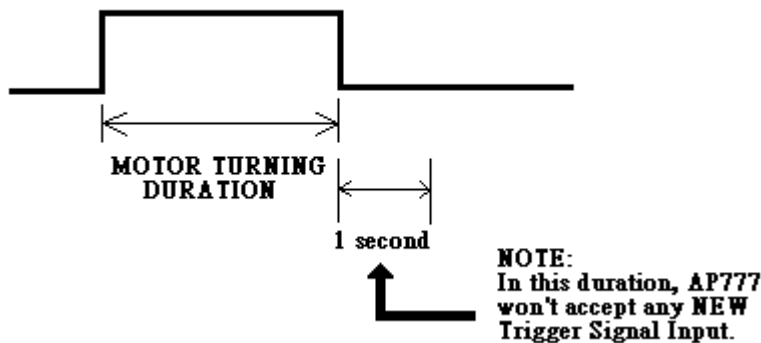 MOTOR TURNING
DURATION
1 second
NOTE:
In this duration, AP777
won't accept any NEW
Trigger Signal Input.